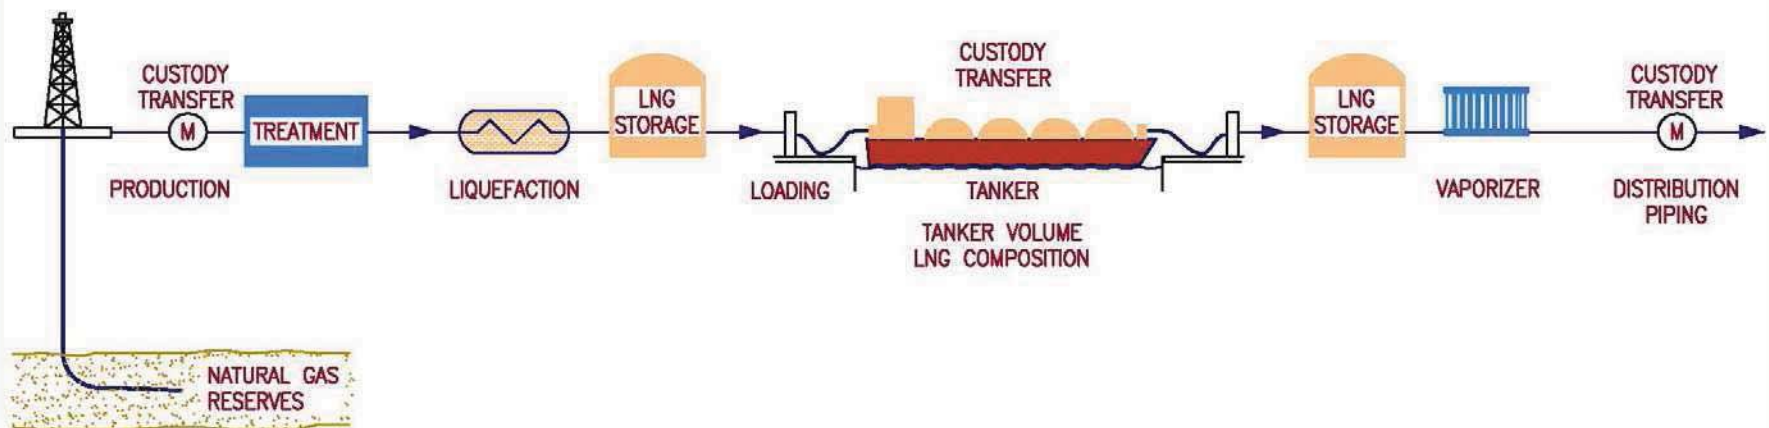 CUSTODY
TRANSFER
M
TREATMENT
PRODUCTION
LIQUEFACTION
LNG
STORAGE
LOADING
CUSTODY
TRANSFER
TANKER
TANKER VOLUME
LNG COMPOSITION
LNG
STORAGE
VAPORIZER
CUSTODY
TRANSFER
M
DISTRIBUTION
PIPING
NATURAL GAS
RESERVES